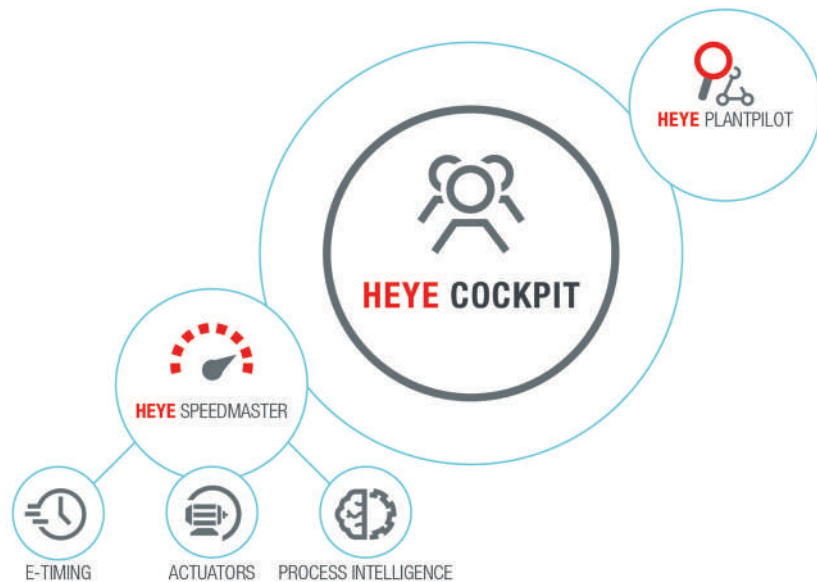 HEYE PLANTPILOT
HEYE COCKPIT
HEYE SPEEDMASTER
E-TIMING
ACTUATORS
PROCESS INTELLIGENCE